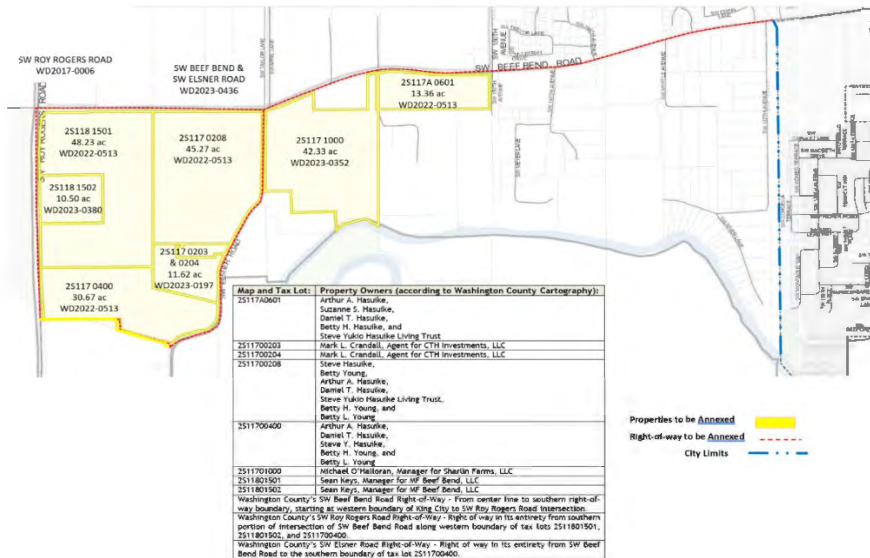 SW ROY ROGERS ROAD
WD2017-0006
SW BEEF BEND &
SW ELSNER ROAD
WD2023-0436
SW BEEF BEND ROAD
2S117A 0601
13.36 ac
WD2022-0513
2S118 1501
48.23 ac
WD2022-0513
2S117 0208
45.27 ac
WD2022-0513
2S117 1000
42.33 ac
WD2023-0352
2S118 1502
10.50 ac
WD2023-0380
2S117 0203
& 0204
11.62 ac
WD2023-0197
2S117 0400
30.67 ac
WD2022-0513
SW ELSNER ROAD
Map and Tax Lot: Property Owners (according to Washington County Cartography):
2S117A0601 Arthur A. Hasuike,
Suzanne S. Hasuike,
Daniel T. Hasuike,
Betty H. Hasuike, and
Steve Yukio Hasuike Living Trust
2S11700203 Mark L. Crandall, Agent for CTH Investments, LLC
2S11700204 Mark L. Crandall, Agent for CTH Investments, LLC
2S11700208 Steve Hasuike,
Betty Young,
Arthur A. Hasuike,
Daniel T. Hasuike,
Steve Yukio Hasuike Living Trust,
Betty H. Young, and
Betty L. Young
2S11700400 Arthur A. Hasuike,
Daniel T. Hasuike,
Steve Y. Hasuike,
Betty H. Young, and
Betty L. Young
2S11701000 Michael O'Halloran, Manager for Sharlin Farms, LLC
2S11801501 Sean Keys, Manager for MF Beef Bend, LLC
2S11801502 Sean Keys, Manager for MF Beef Bend, LLC
Washington County's SW Beef Bend Road Right-Of-Way - From center line to southern right-of-
way boundary, starting at western boundary of King City to SW Roy Rogers Road intersection.
Washington County's SW Roy Rogers Road Right-of-Way - Right of way in its entirety from southern
portion of intersection of SW Beef Bend Road along western boundary of tax lots 2S11801501,
2S11801502, and 2S11700400.
Washington County's SW Elsner Road Right-of-Way - Right of way in its entirety from SW Beef
Bend Road to the southern boundary of tax lot 2S11700400.
Properties to be Annexed
Right-of-way to be Annexed
City Limits